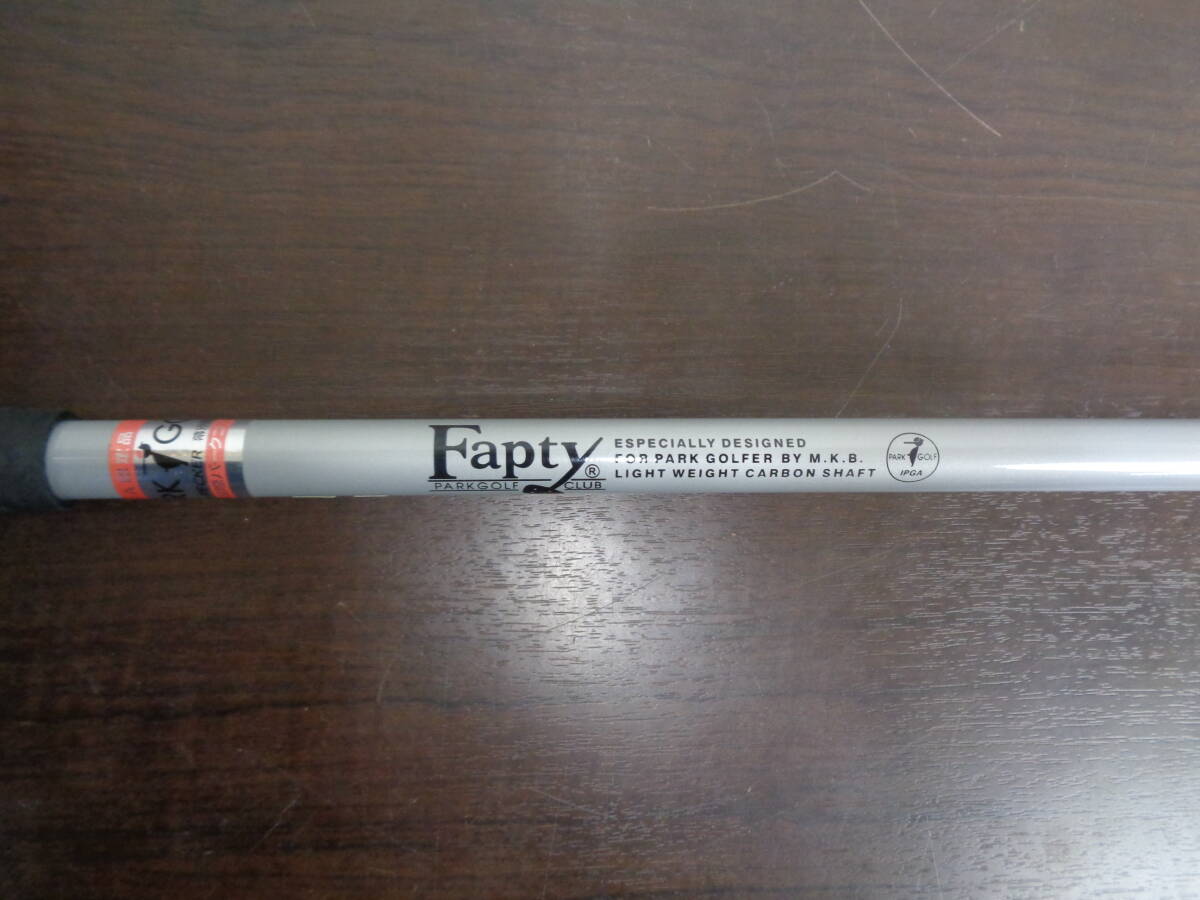 Fapty®
PARKGOLF CLUB
ESPECIALLY DESIGNED
FOR PARK GOLFER BY M.K.B.
LIGHT WEIGHT CARBON SHAFT
PARK GOLF
IPGA